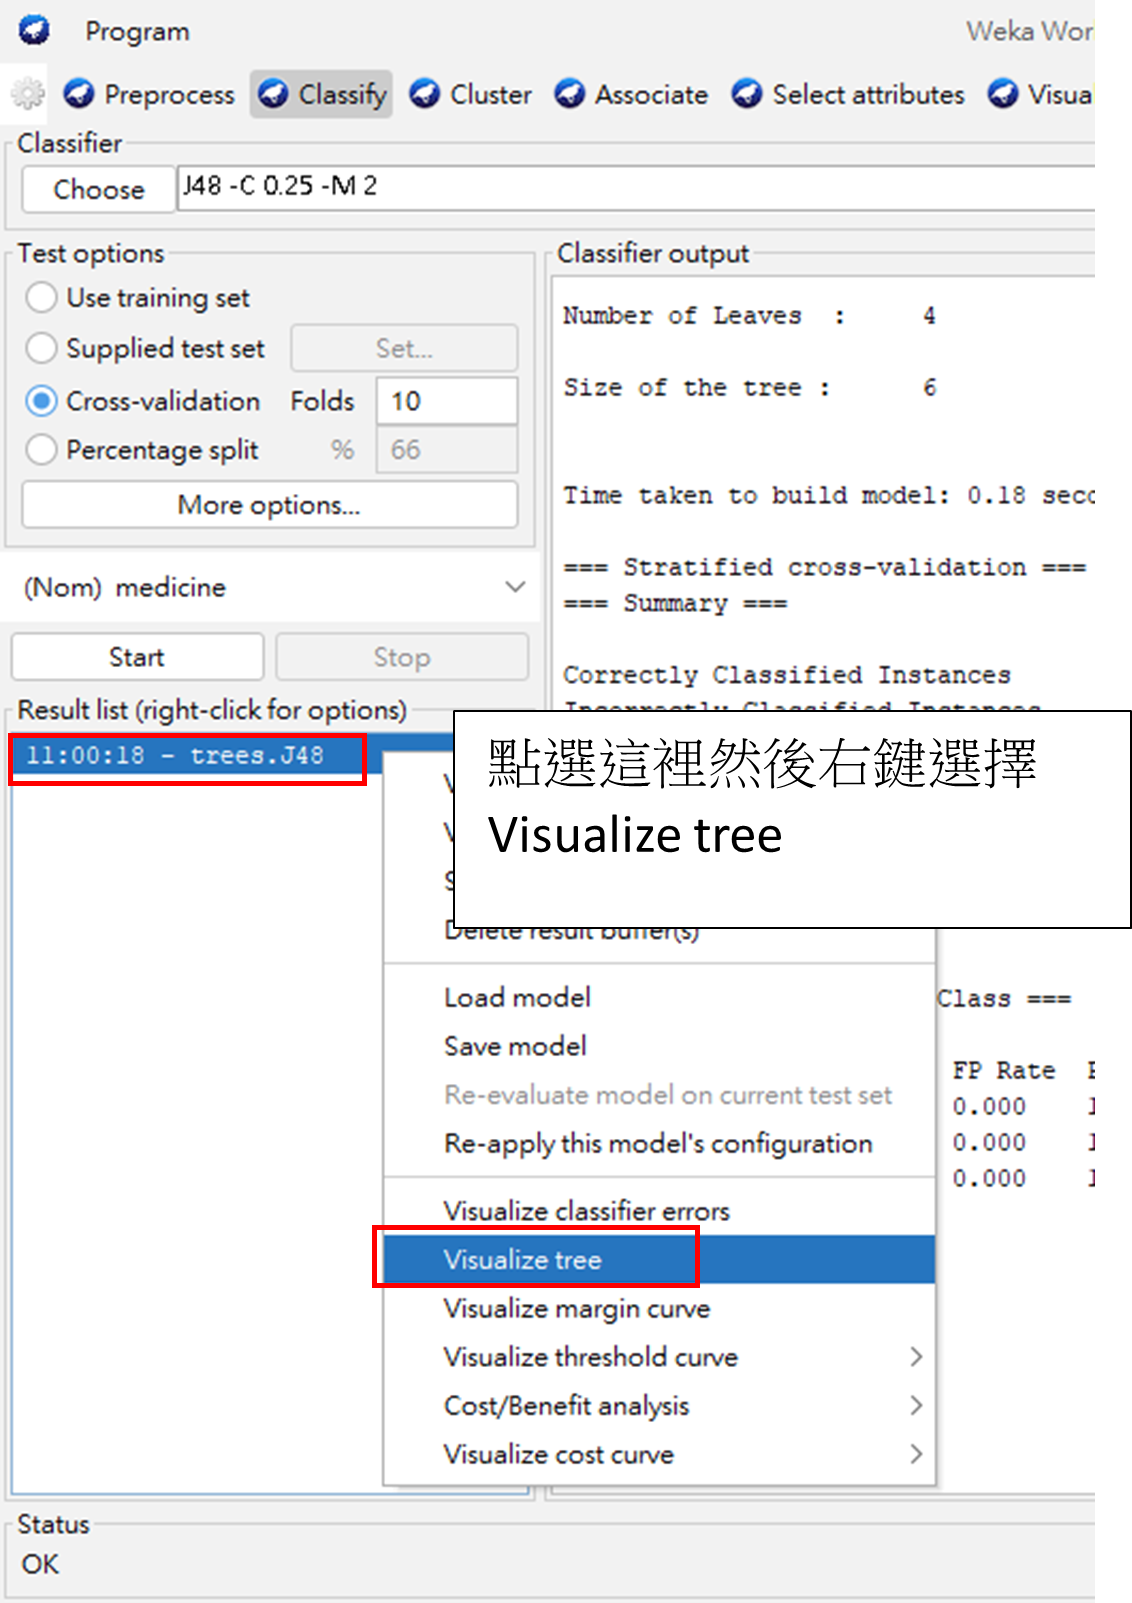 Program
Weka Wor
Preprocess Classify Cluster Associate Select attributes Visua
Classifier
Choose J48 -C 0.25 -M 2
Test options
Use training set
Supplied test set Set...
Cross-validation Folds 10
Percentage split % 66
More options...
(Nom) medicine
Start Stop
Result list (right-click for options)
11:00:18 - trees.J48
Classifier output
Number of Leaves : 4
Size of the tree : 6
Time taken to build model: 0.18 seco
=== Stratified cross-validation ===
=== Summary ===
Correctly Classified Instances
Incorrectly Classified Instances
點選這裡然後右鍵選擇
Visualize tree
Delete result buffer(s)
Load model
Save model
Re-evaluate model on current test set
Re-apply this model's configuration
Visualize classifier errors
Visualize tree
Visualize margin curve
Visualize threshold curve
Cost/Benefit analysis
Visualize cost curve
Class ===
FP Rate
0.000
0.000
0.000
Status
OK